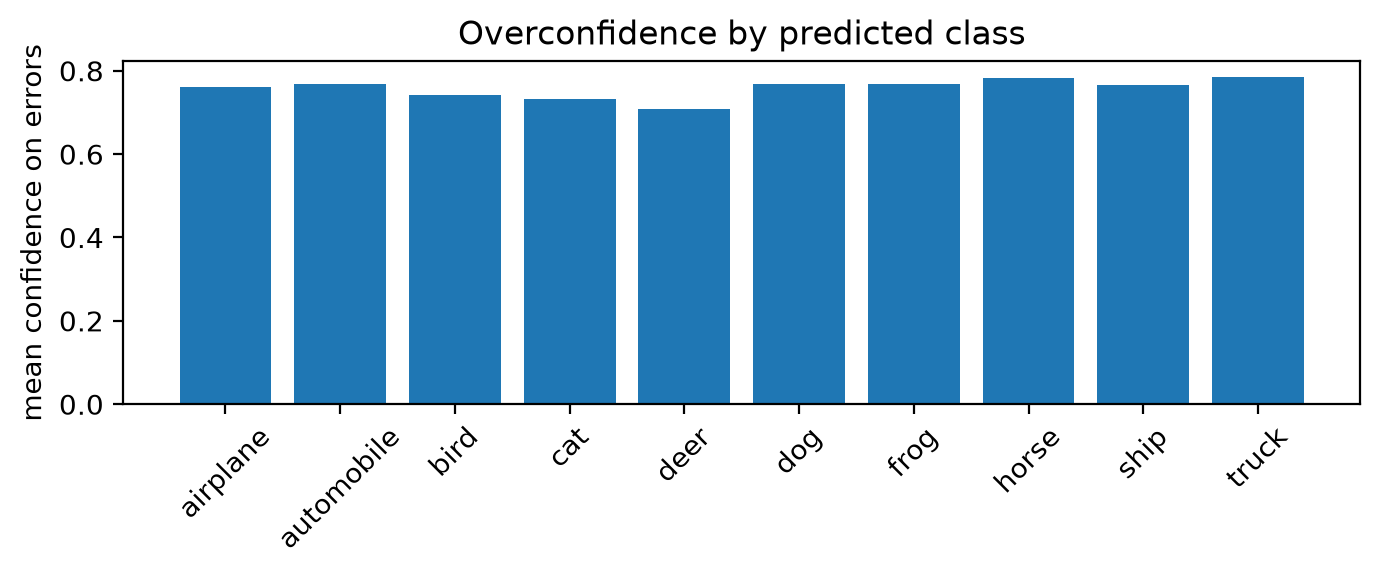 Overconfidence by predicted class
mean confidence on errors
0.8
0.6
0.4
0.2
0.0
airplane
automobile
bird
cat
deer
dog
frog
horse
ship
truck